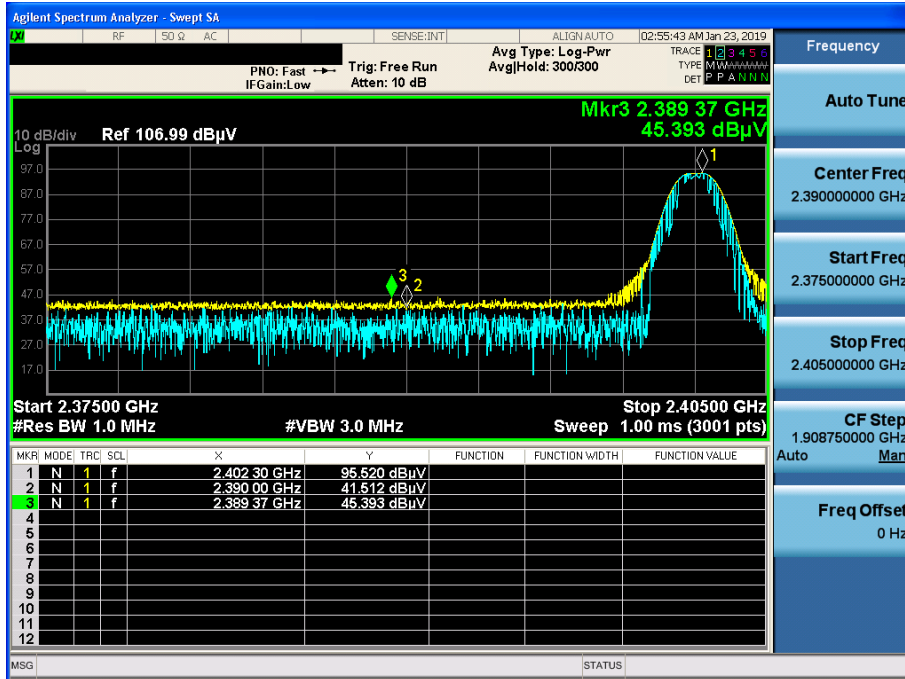 Agilent Spectrum Analyzer - Swept SA
LXI RF 50 Ω AC SENSE:INT ALIGN AUTO 02:55:43 AM Jan 23, 2019
PNO: Fast
IFGain:Low
Trig: Free Run
Atten: 10 dB
Avg Type: Log-Pwr
Avg|Hold: 300/300
TRACE 1 2 3 4 5 6
TYPE M W
DET P P A N N N
Mkr3 2.389 37 GHz
45.393 dBµV
10 dB/div Ref 106.99 dBµV
Log
97.0
87.0
77.0
67.0
57.0
47.0
37.0
27.0
17.0
1
3
2
Start 2.37500 GHz Stop 2.40500 GHz
#Res BW 1.0 MHz #VBW 3.0 MHz Sweep 1.00 ms (3001 pts)
MKR MODE TRC SCL X Y FUNCTION FUNCTION WIDTH FUNCTION VALUE
1 N 1 f 2.402 30 GHz 95.520 dBµV
2 N 1 f 2.390 00 GHz 41.512 dBµV
3 N 1 f 2.389 37 GHz 45.393 dBµV
4
5
6
7
8
9
10
11
12
MSG STATUS
Frequency
Auto Tune
Center Freq
2.390000000 GHz
Start Freq
2.375000000 GHz
Stop Freq
2.405000000 GHz
CF Step
1.908750000 GHz
Auto Man
Freq Offset
0 Hz